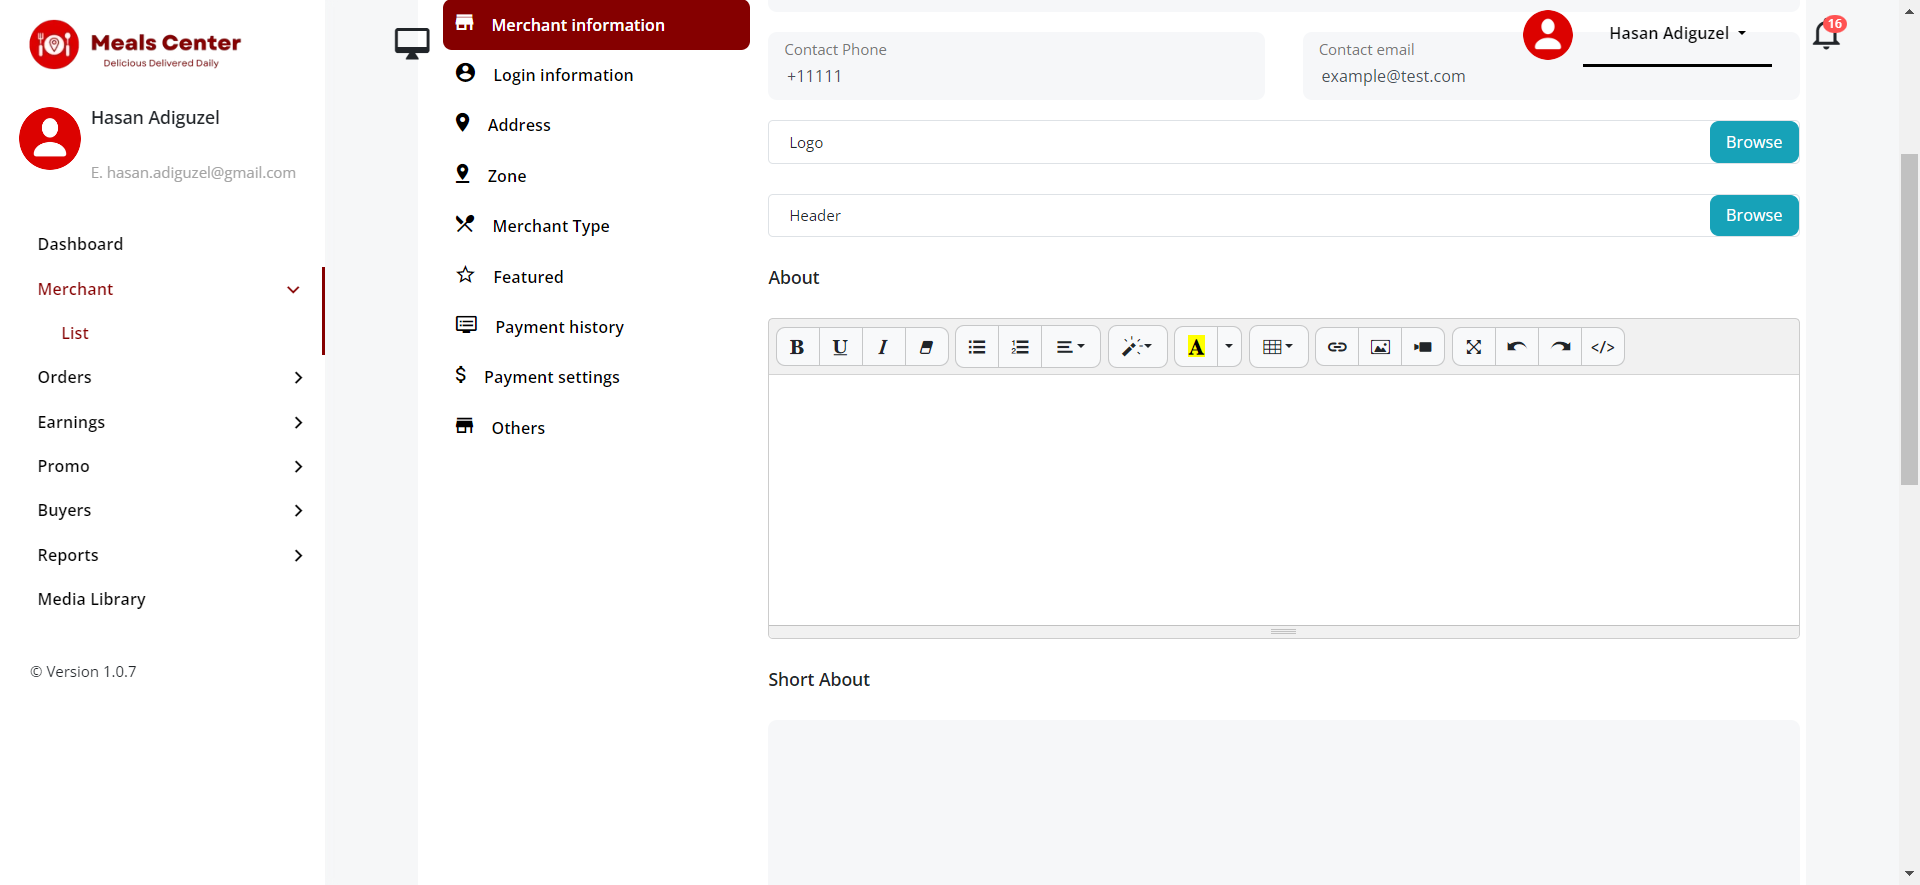 Meals Center
Delicious Delivered Daily
Hasan Adiguzel
E. hasan.adiguzel@gmail.com
Dashboard
Merchant
List
Orders
Earnings
Promo
Buyers
Reports
Media Library
© Version 1.0.7
Merchant information
Login information
Address
Zone
Merchant Type
Featured
Payment history
Payment settings
Others
Hasan Adiguzel
16
Contact Phone
+11111
Contact email
example@test.com
Logo
Browse
Header
Browse
About
B U I A </>
Short About